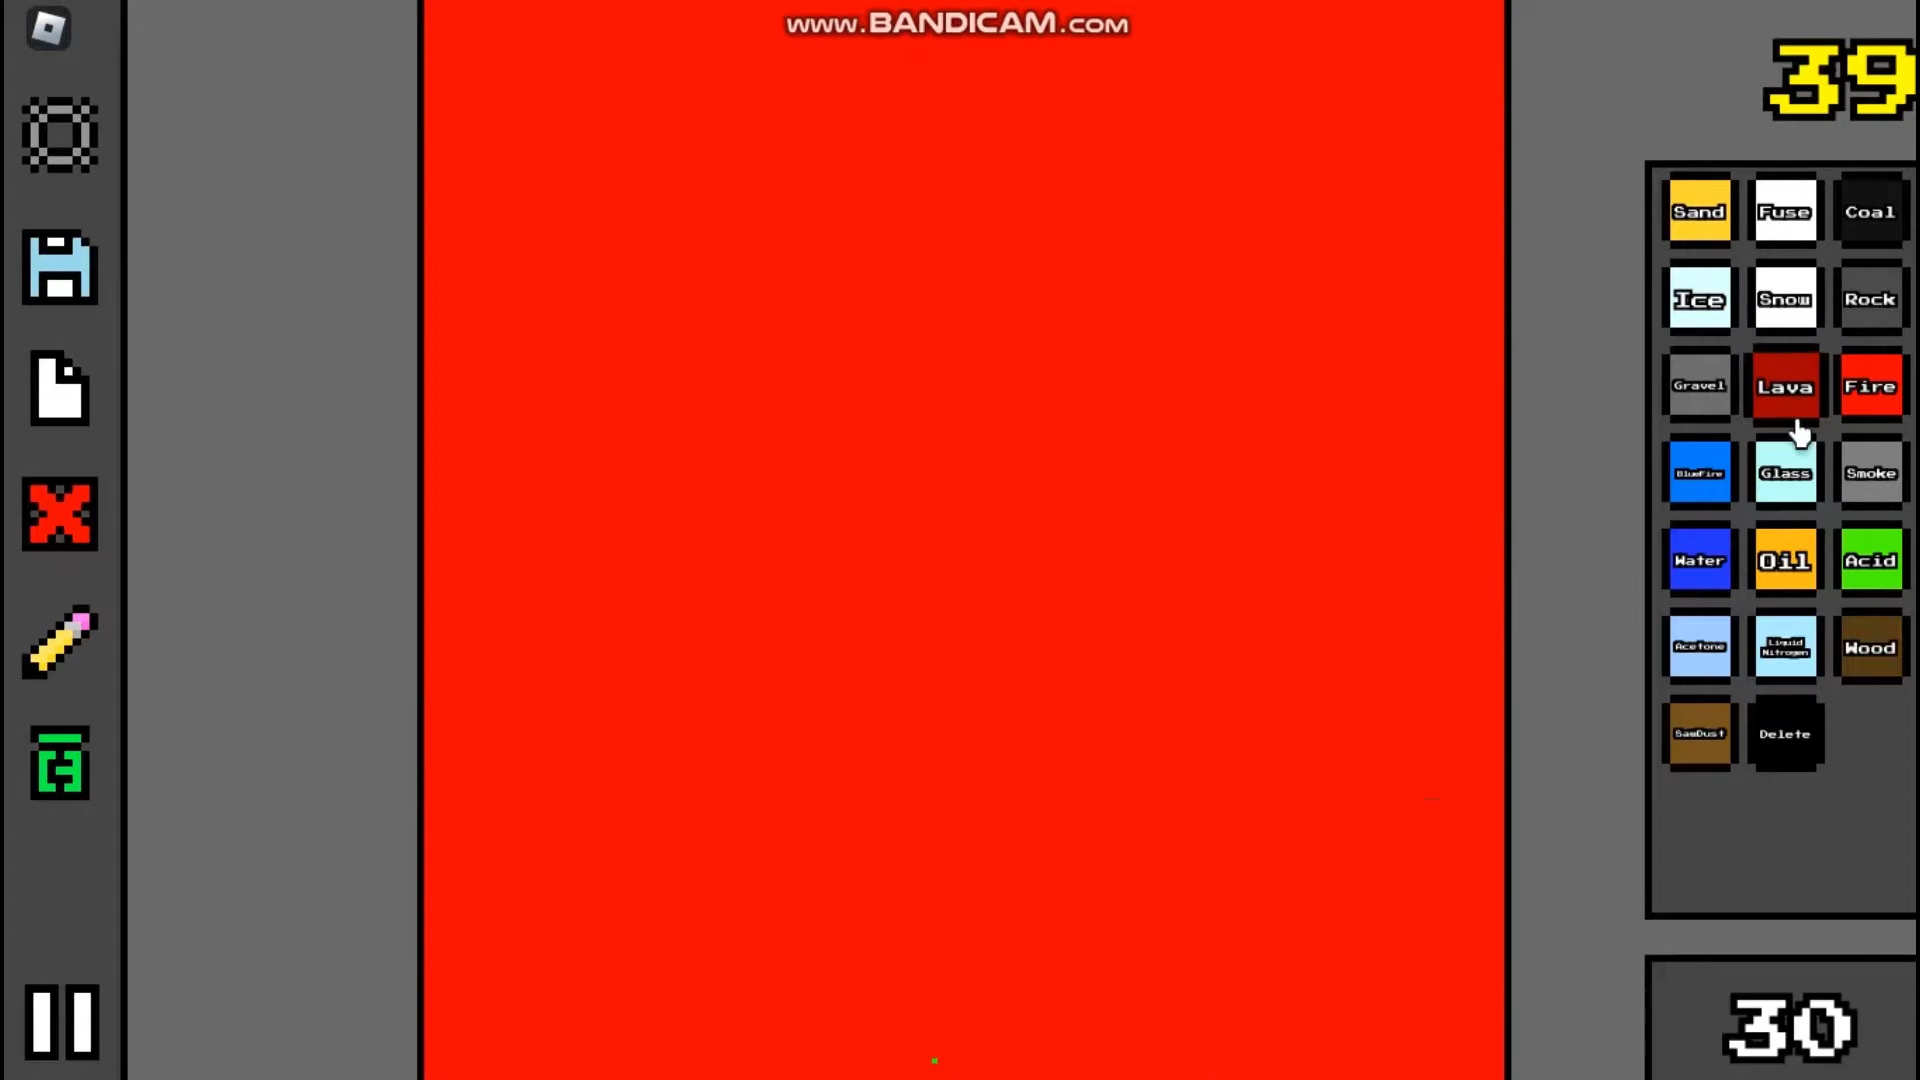 www.BANDICAM.com
39
Sand Fuse Coal
Ice Snow Rock
Gravel Lava Fire
BlueFire Glass Smoke
Water Oil Acid
Acetone Liquid Nitrogen Wood
SawDust Delete
30